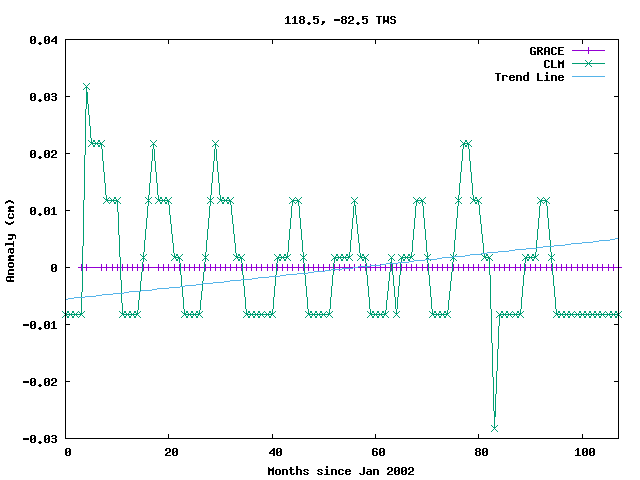 118.5, -82.5 TWS
GRACE
CLM
Trend Line
0.04
0.03
0.02
0.01
0
-0.01
-0.02
-0.03
Anomaly (cm)
0 20 40 60 80 100
Months since Jan 2002